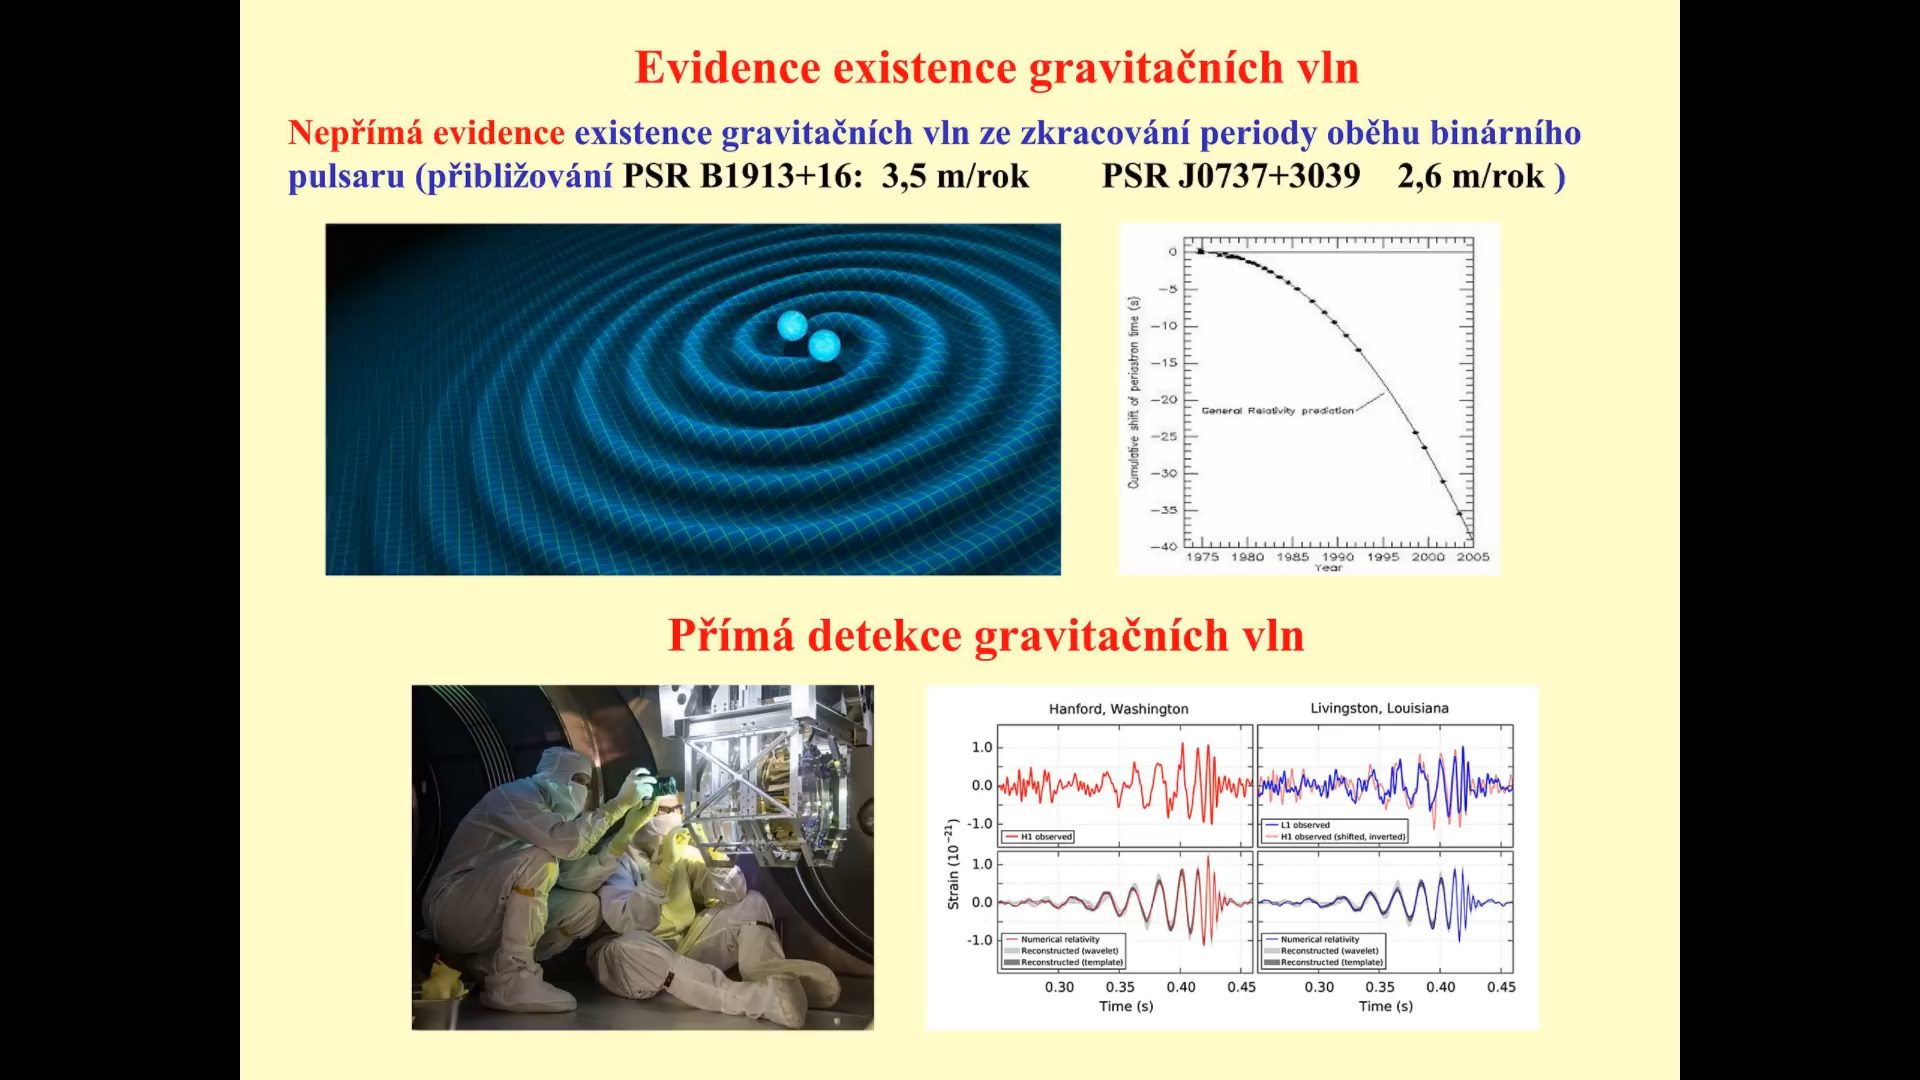 Evidence existence gravitačních vln
Nepřímá evidence existence gravitačních vln ze zkracování periody oběhu binárního
pulsaru (přibližování PSR B1913+16: 3,5 m/rok PSR J0737+3039 2,6 m/rok )
Cumulative shift of periastron time (s)
0
−5
−10
−15
−20
−25
−30
−35
−40
General Relativity prediction
1975 1980 1985 1990 1995 2000 2005
Year
Přímá detekce gravitačních vln
Hanford, Washington
Livingston, Louisiana
Strain (10⁻²¹)
1.0
0.0
-1.0
H1 observed
L1 observed
H1 observed (shifted, inverted)
1.0
0.0
-1.0
Numerical relativity
Reconstructed (wavelet)
Reconstructed (template)
Numerical relativity
Reconstructed (wavelet)
Reconstructed (template)
0.30 0.35 0.40 0.45
0.30 0.35 0.40 0.45
Time (s)
Time (s)